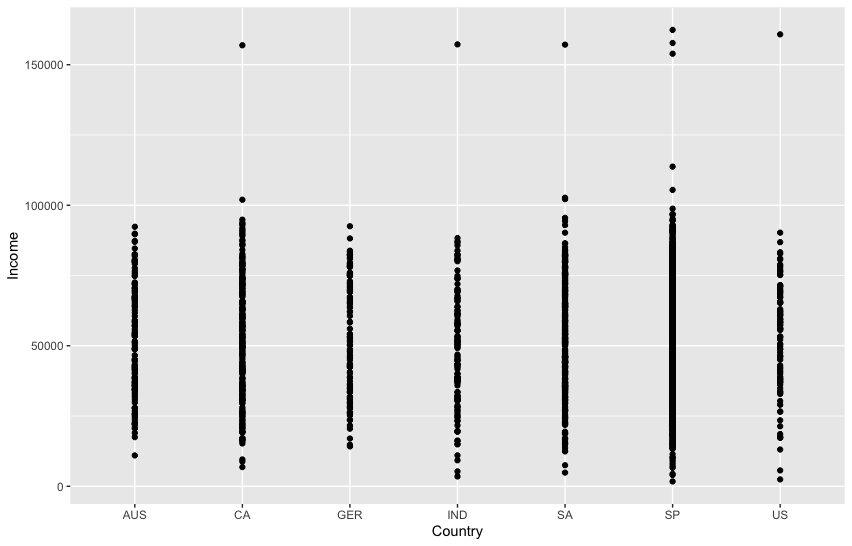 Income
150000
100000
50000
0
AUS CA GER IND SA SP US
Country